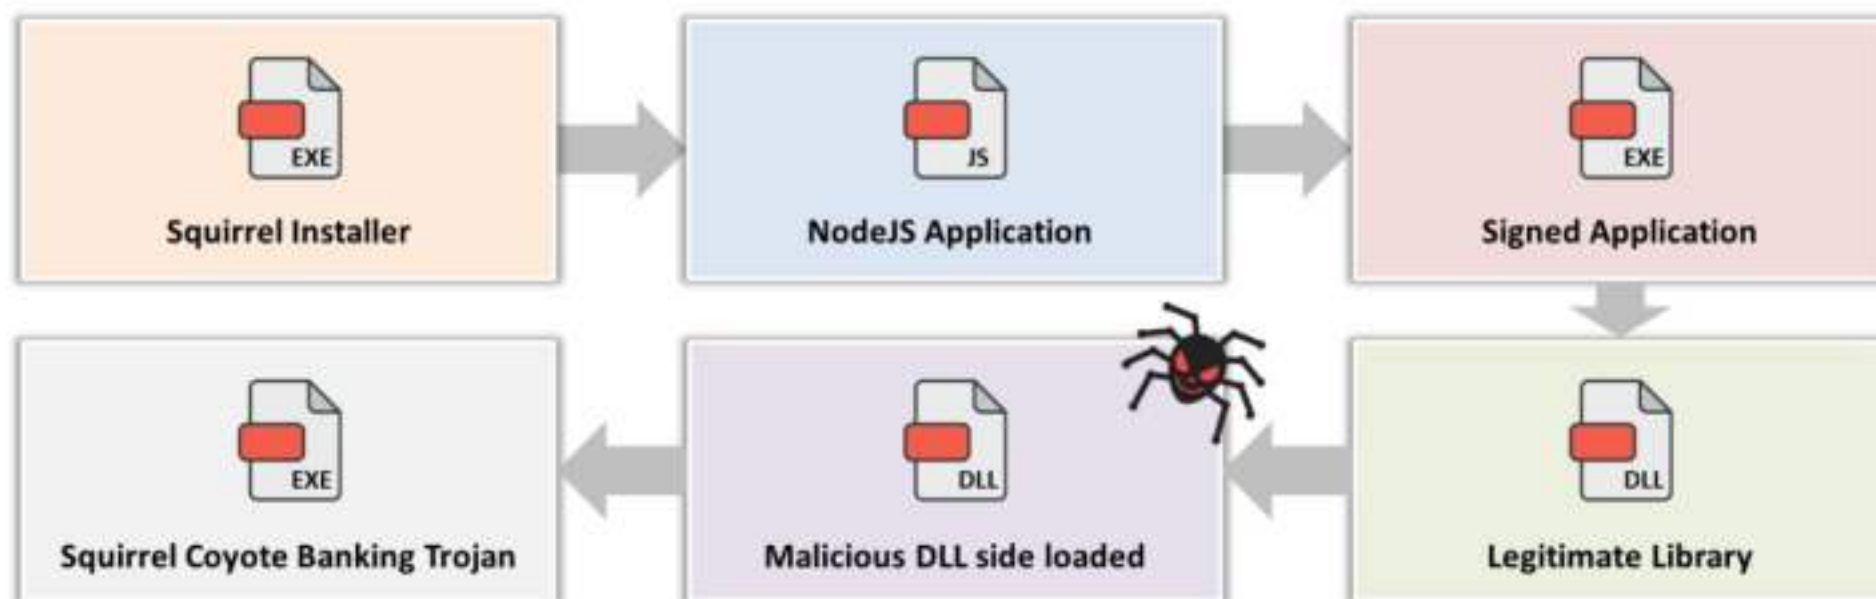 EXE
Squirrel Installer
JS
NodeJS Application
EXE
Signed Application
EXE
Squirrel Coyote Banking Trojan
DLL
Malicious DLL side loaded
DLL
Legitimate Library